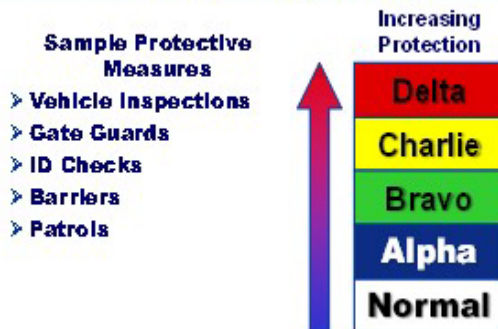 Sample Protective
Measures
➢ Vehicle Inspections
➢ Gate Guards
➢ ID Checks
➢ Barriers
➢ Patrols
Increasing
Protection
Delta
Charlie
Bravo
Alpha
Normal